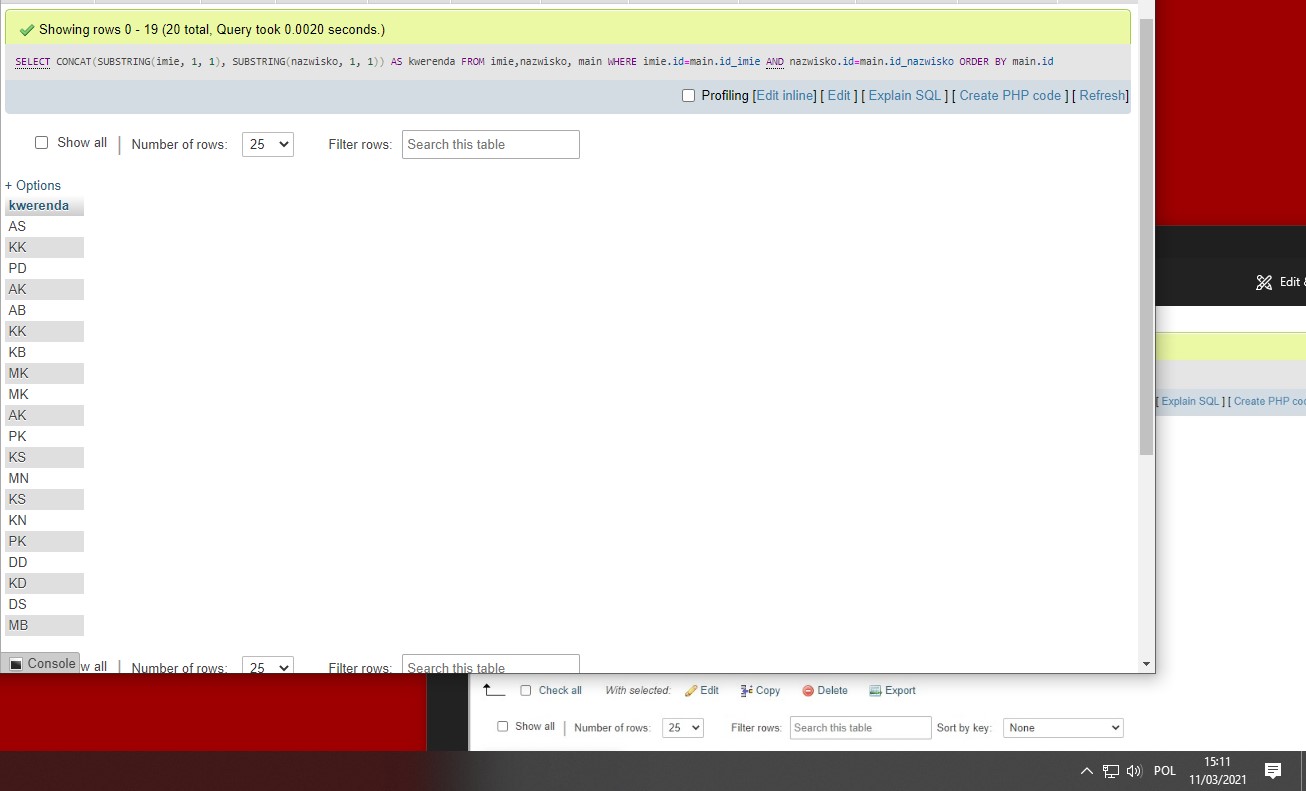 Showing rows 0 - 19 (20 total, Query took 0.0020 seconds.)
SELECT CONCAT(SUBSTRING(imie, 1, 1), SUBSTRING(nazwisko, 1, 1)) AS kwerenda FROM imie,nazwisko, main WHERE imie.id=main.id_imie AND nazwisko.id=main.id_nazwisko ORDER BY main.id
Profiling [Edit inline] [ Edit ] [ Explain SQL ] [ Create PHP code ] [ Refresh]
Show all | Number of rows: 25 Filter rows: Search this table
+ Options
kwerenda
AS
KK
PD
AK
AB
KK
KB
MK
MK
AK
PK
KS
MN
KS
KN
PK
DD
KD
DS
MB
Console w all | Number of rows: 25 Filter rows: Search this table
Edit
[ Explain SQL ] [ Create PHP
Check all With selected: Edit Copy Delete Export
Show all | Number of rows: 25 Filter rows: Search this table Sort by key: None
POL
15:11
11/03/2021